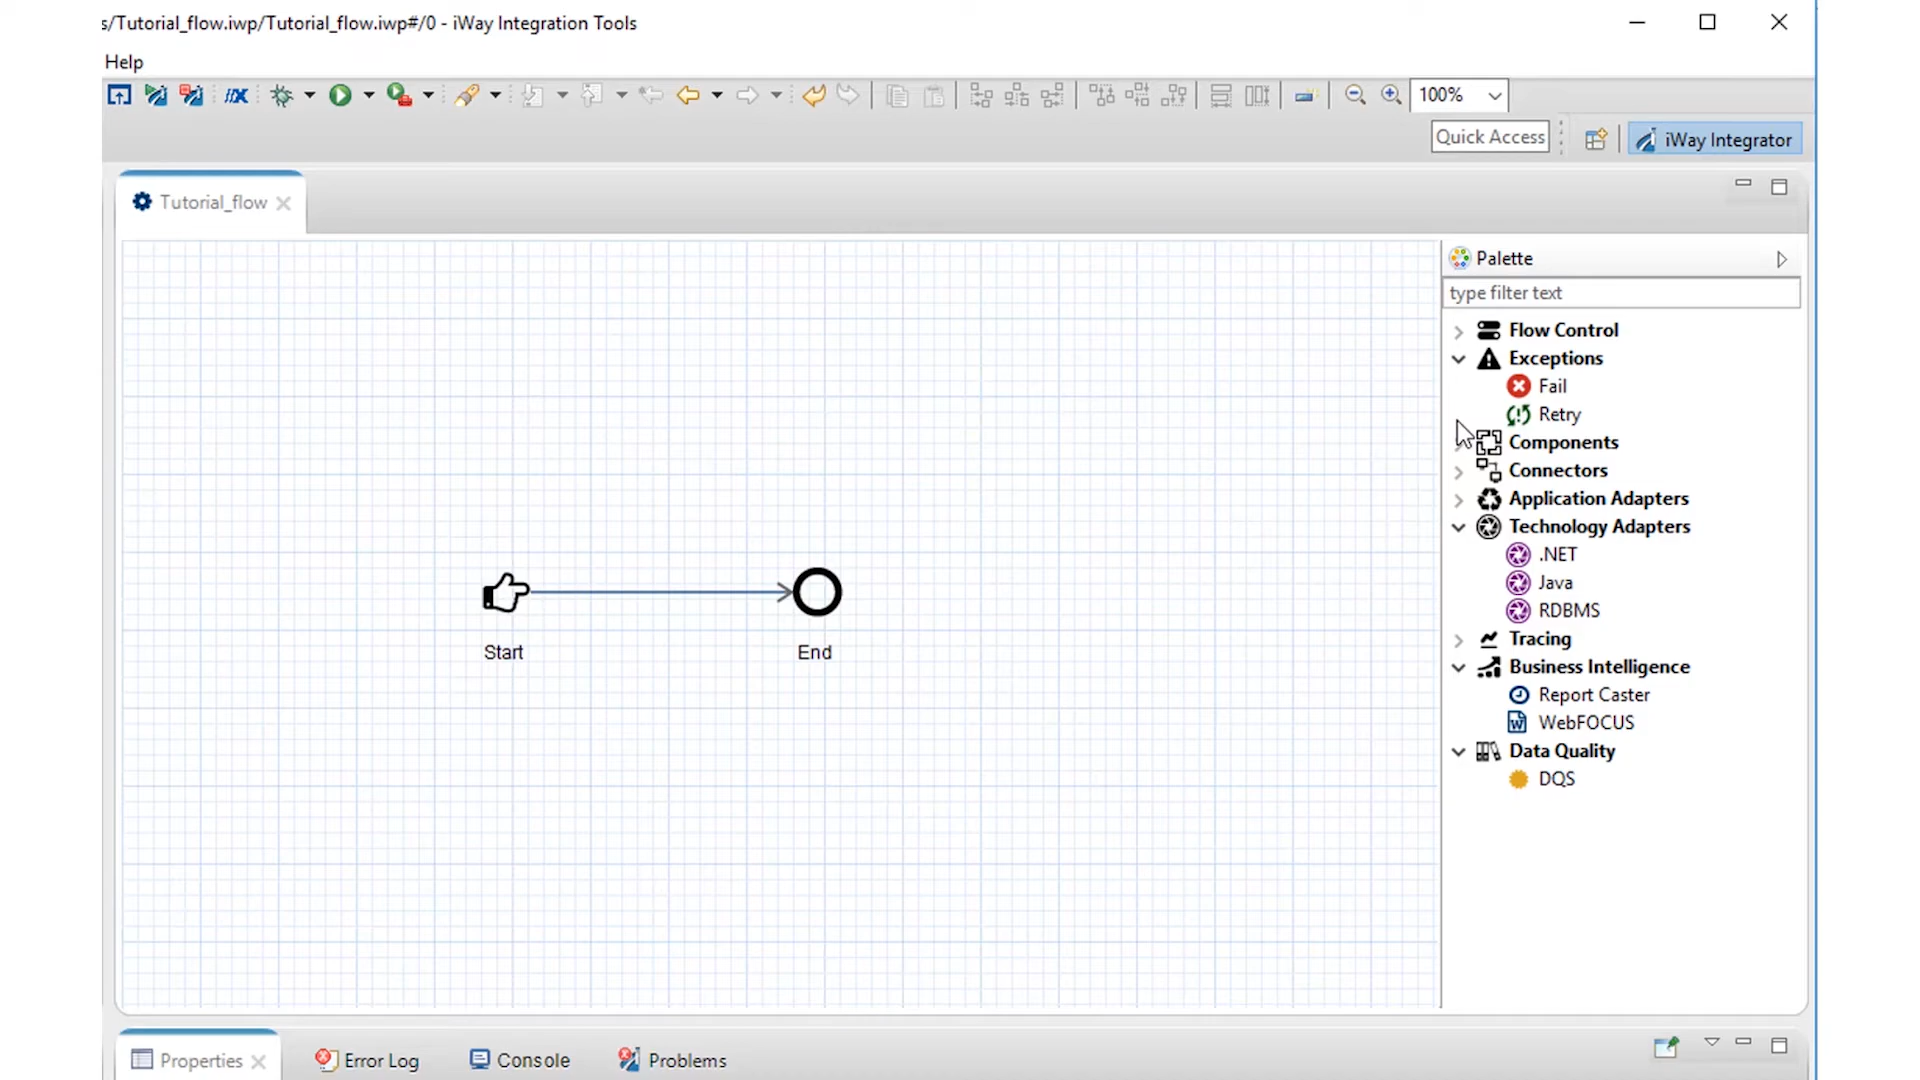 s/Tutorial_flow.iwp/Tutorial_flow.iwp#/0 - iWay Integration Tools
Help
100%
Quick Access
iWay Integrator
Tutorial_flow
Palette
type filter text
Flow Control
Exceptions
Fail
Retry
Components
Connectors
Application Adapters
Technology Adapters
.NET
Java
RDBMS
Tracing
Business Intelligence
Report Caster
WebFOCUS
Data Quality
DQS
Start
End
Properties
Error Log
Console
Problems